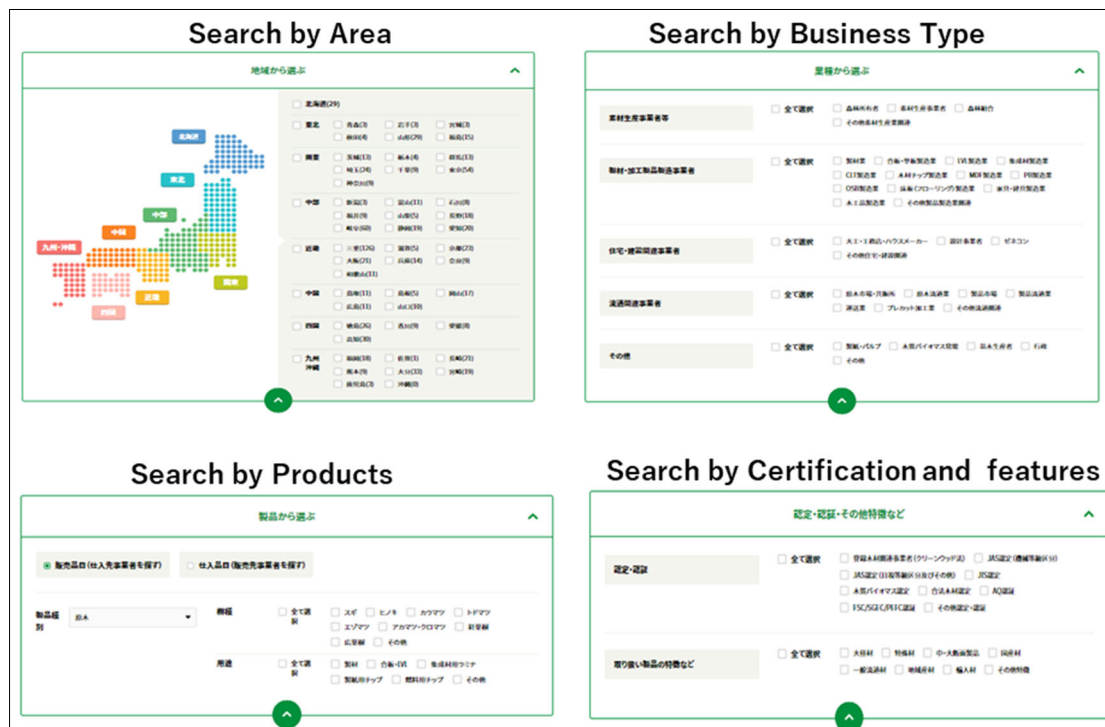 Search by Area
地域から選ぶ
北海道
東北
中部
中国
九州・沖縄
関東
近畿
四国
北海道(29)
東北 青森(3) 岩手(3) 宮城(3)
秋田(4) 山形(29) 福島(15)
関東 茨城(13) 栃木(4) 群馬(13)
埼玉(24) 千葉(9) 東京(54)
神奈川(9)
中部 新潟(3) 富山(11) 石川(8)
福井(9) 山梨(5) 長野(18)
岐阜(60) 静岡(19) 愛知(20)
近畿 三重(126) 滋賀(5) 京都(23)
大阪(21) 兵庫(14) 奈良(9)
和歌山(11)
中国 鳥取(11) 島根(5) 岡山(17)
広島(11) 山口(10)
四国 徳島(26) 香川(9) 愛媛(8)
高知(30)
九州 福岡(18) 佐賀(1) 長崎(21)
沖縄 熊本(9) 大分(33) 宮崎(19)
鹿児島(3) 沖縄(0)
Search by Business Type
業種から選ぶ
素材生産事業者等 全て選択 森林所有者 素材生産事業者 森林組合
その他素材生産業関連
製材・加工製品製造事業者 全て選択 製材業 合板・単板製造業 LVL製造業 集成材製造業
CLT製造業 木材チップ製造業 MDF製造業 PB製造業
OSB製造業 床板(フローリング)製造業 家具・建具製造業
木工品製造業 その他製品製造業関連
住宅・建築関連事業者 全て選択 大工・工務店・ハウスメーカー 設計事業者 ゼネコン
その他住宅・建設関連
流通関連事業者 全て選択 原木市場・共販所 原木流通業 製品市場 製品流通業
運送業 プレカット加工業 その他流通関連
その他 全て選択 製紙・パルプ 木質バイオマス発電 苗木生産者 行政
その他
Search by Products
製品から選ぶ
販売品目(仕入先事業者を探す) 仕入品目(販売先事業者を探す)
製品種別 原木
樹種 全て選択 スギ ヒノキ カラマツ トドマツ
エゾマツ アカマツ・クロマツ 針葉樹
広葉樹 その他
用途 全て選択 製材 合板・LVL 集成材用ラミナ
製紙用チップ 燃料用チップ その他
Search by Certification and features
認定・認証・その他特徴など
認定・認証 全て選択 登録木材関連事業者(クリーンウッド法) JAS認定(機械等級区分)
JAS認定(目視等級区分及びその他) JIS認定
木質バイオマス認定 合法木材認定 AQ認証
FSC/SGEC/PEFC認証 その他認定・認証
取り扱い製品の特徴など 全て選択 大径材 特殊材 中・大断面製品 国産材
一般流通材 地域産材 輸入材 その他特徴